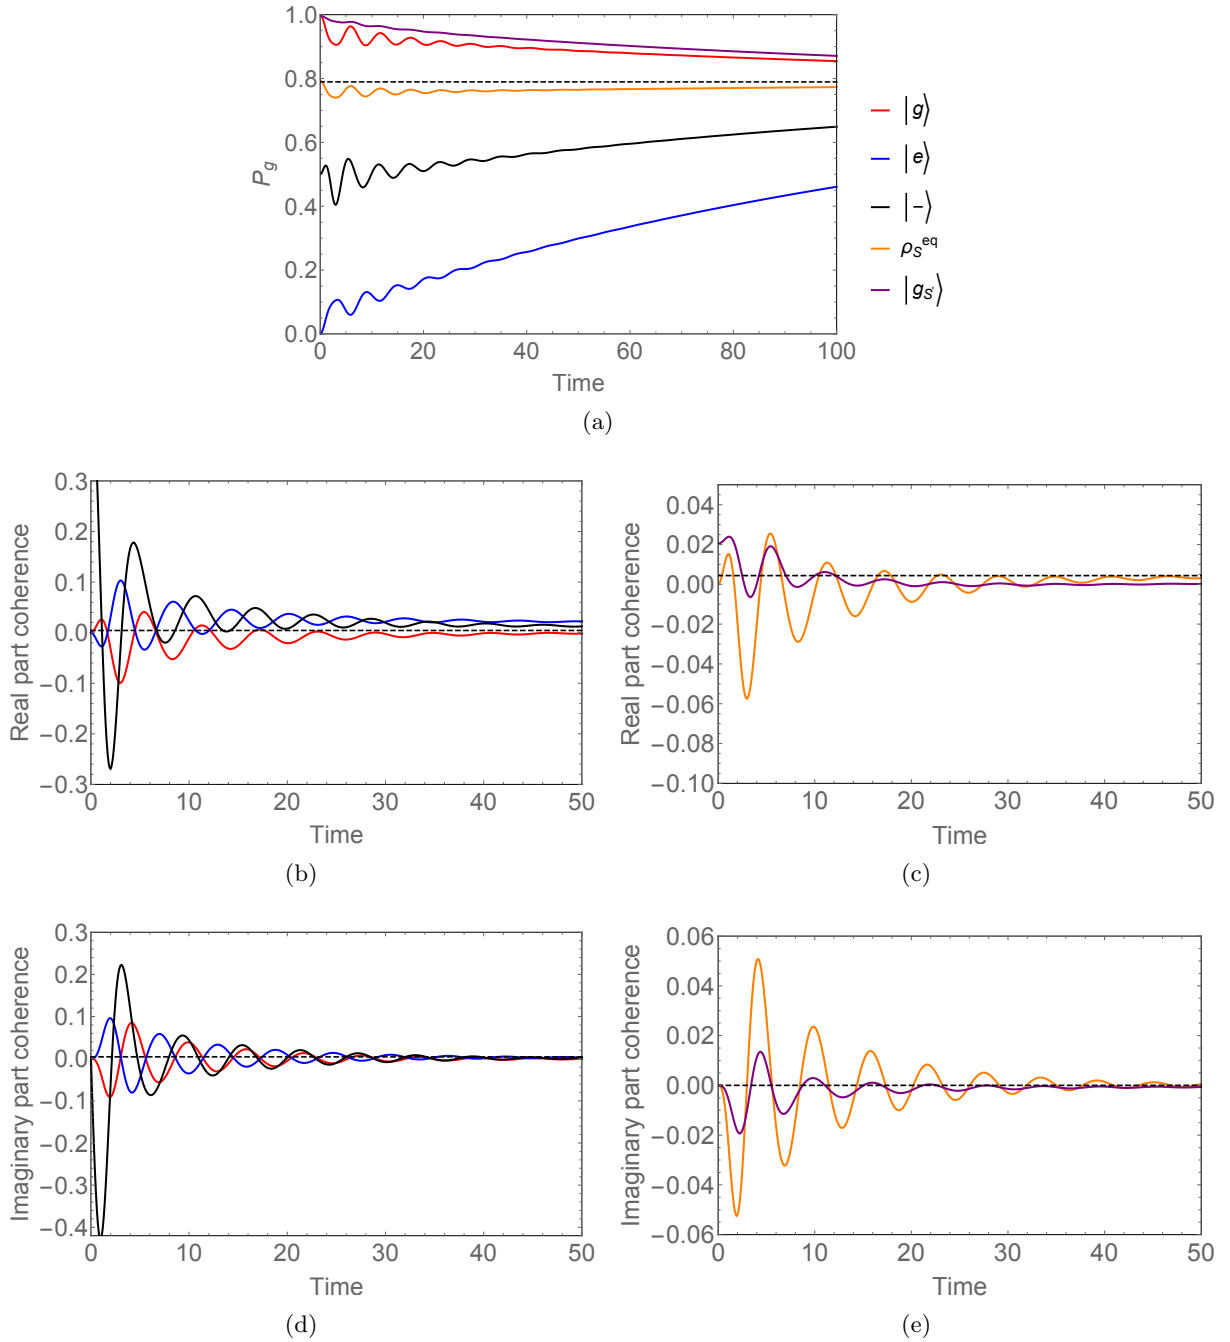 1.0
0.8
0.6
0.4
0.2
0.0
P_g
0 20 40 60 80 100
Time
|g⟩
|e⟩
|−⟩
ρ_S^eq
|g_S'⟩
(a)
0.3
0.2
0.1
0.0
−0.1
−0.2
−0.3
Real part coherence
0 10 20 30 40 50
Time
(b)
0.04
0.02
0.00
−0.02
−0.04
−0.06
−0.08
−0.10
Real part coherence
0 10 20 30 40 50
Time
(c)
0.3
0.2
0.1
0.0
−0.1
−0.2
−0.3
−0.4
Imaginary part coherence
0 10 20 30 40 50
Time
(d)
0.06
0.04
0.02
0.00
−0.02
−0.04
−0.06
Imaginary part coherence
0 10 20 30 40 50
Time
(e)